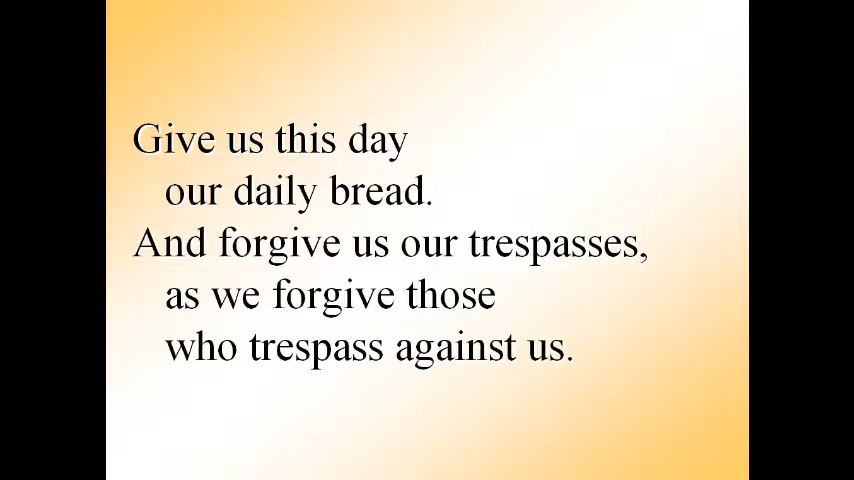 Give us this day
our daily bread.
And forgive us our trespasses,
as we forgive those
who trespass against us.